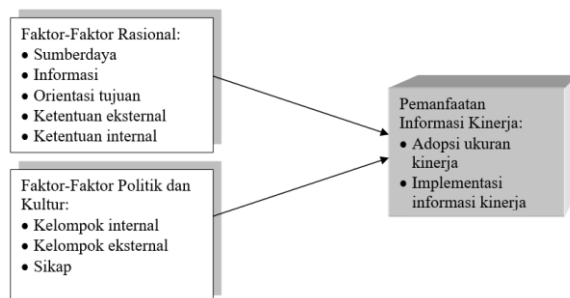 Faktor-Faktor Rasional:
• Sumberdaya
• Informasi
• Orientasi tujuan
• Ketentuan eksternal
• Ketentuan internal
Faktor-Faktor Politik dan
Kultur:
• Kelompok internal
• Kelompok eksternal
• Sikap
Pemanfaatan
Informasi Kinerja:
• Adopsi ukuran
kinerja
• Implementasi
informasi kinerja